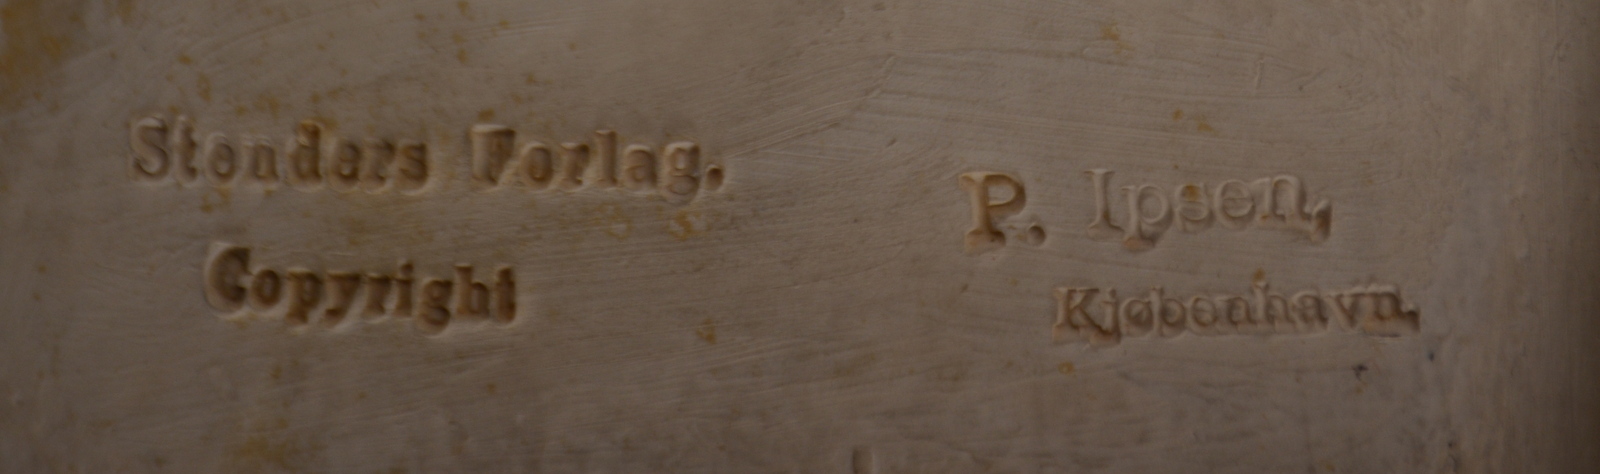 Stenders Forlag.
Copyright
P. Ipsen,
Kjøbenhavn.